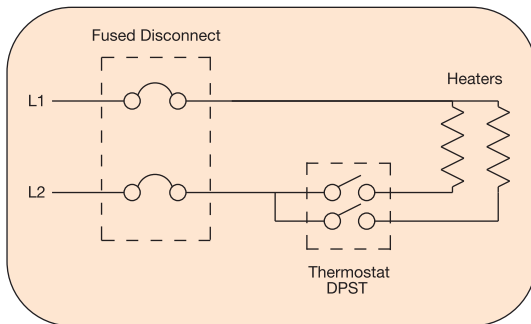 Fused Disconnect
Heaters
L1
L2
Thermostat
DPST